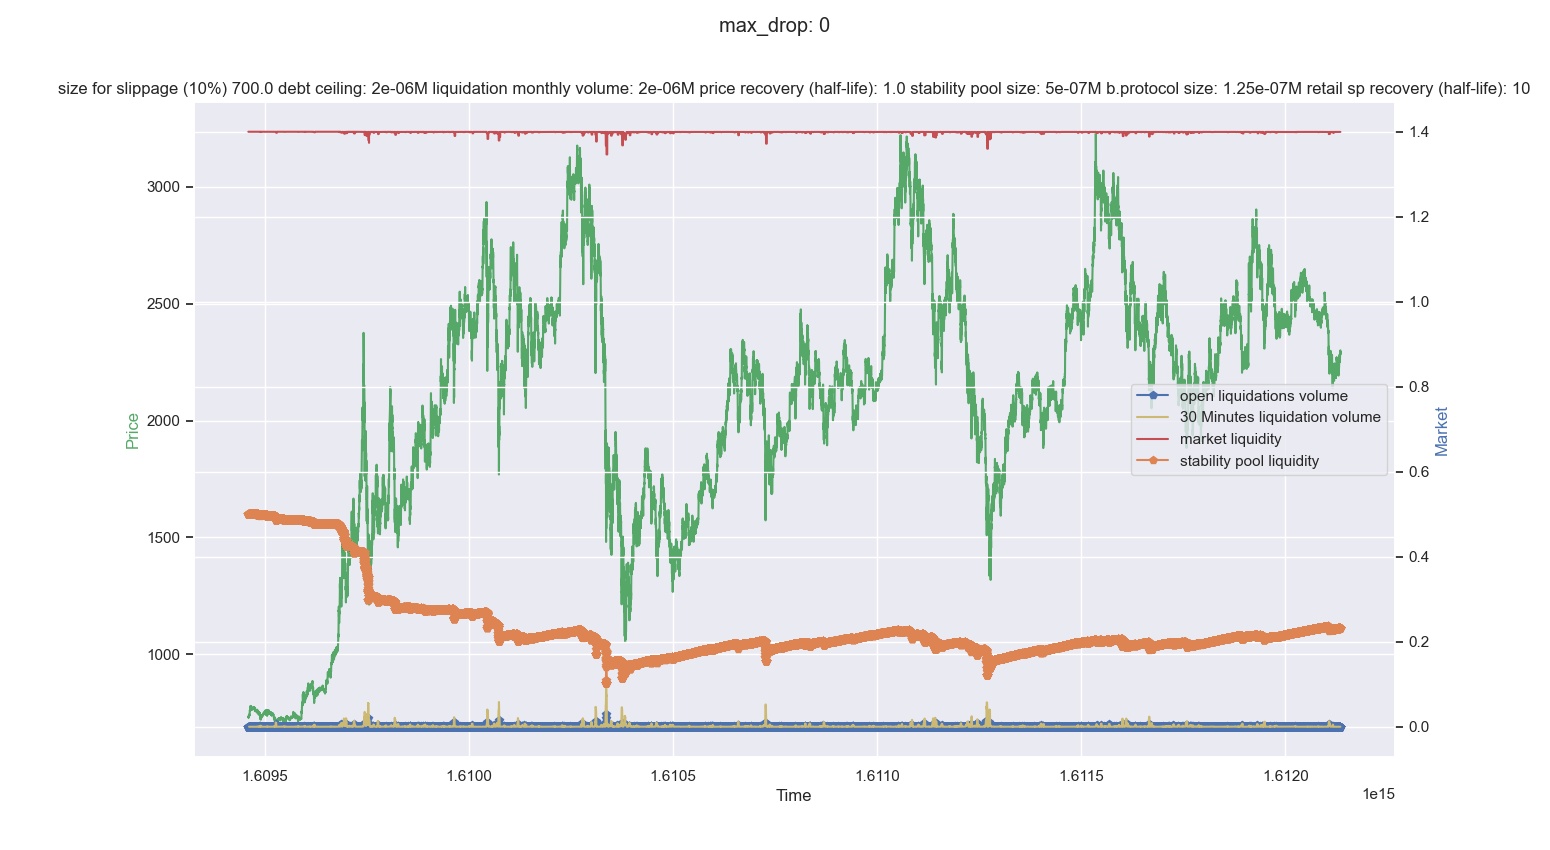 max_drop: 0
size for slippage (10%) 700.0 debt ceiling: 2e-06M liquidation monthly volume: 2e-06M price recovery (half-life): 1.0 stability pool size: 5e-07M b.protocol size: 1.25e-07M retail sp recovery (half-life): 10
3000
2500
2000
1500
1000
Price
1.4
1.2
1.0
0.8
0.6
0.4
0.2
0.0
Market
open liquidations volume
30 Minutes liquidation volume
market liquidity
stability pool liquidity
1.6095 1.6100 1.6105 1.6110 1.6115 1.6120
1e15
Time